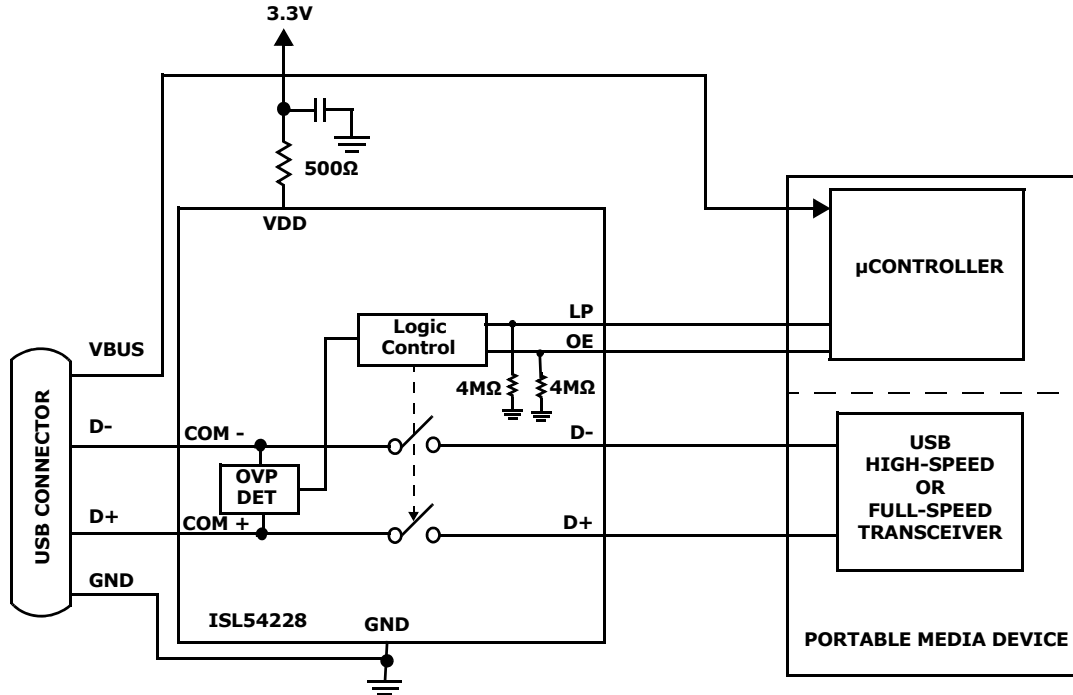 3.3V
500Ω
VDD
µCONTROLLER
LP
Logic
Control
OE
VBUS
4MΩ
4MΩ
D-
COM -
D-
USB CONNECTOR
OVP
DET
USB
HIGH-SPEED
OR
FULL-SPEED
TRANSCEIVER
D+
COM +
D+
GND
ISL54228
GND
PORTABLE MEDIA DEVICE